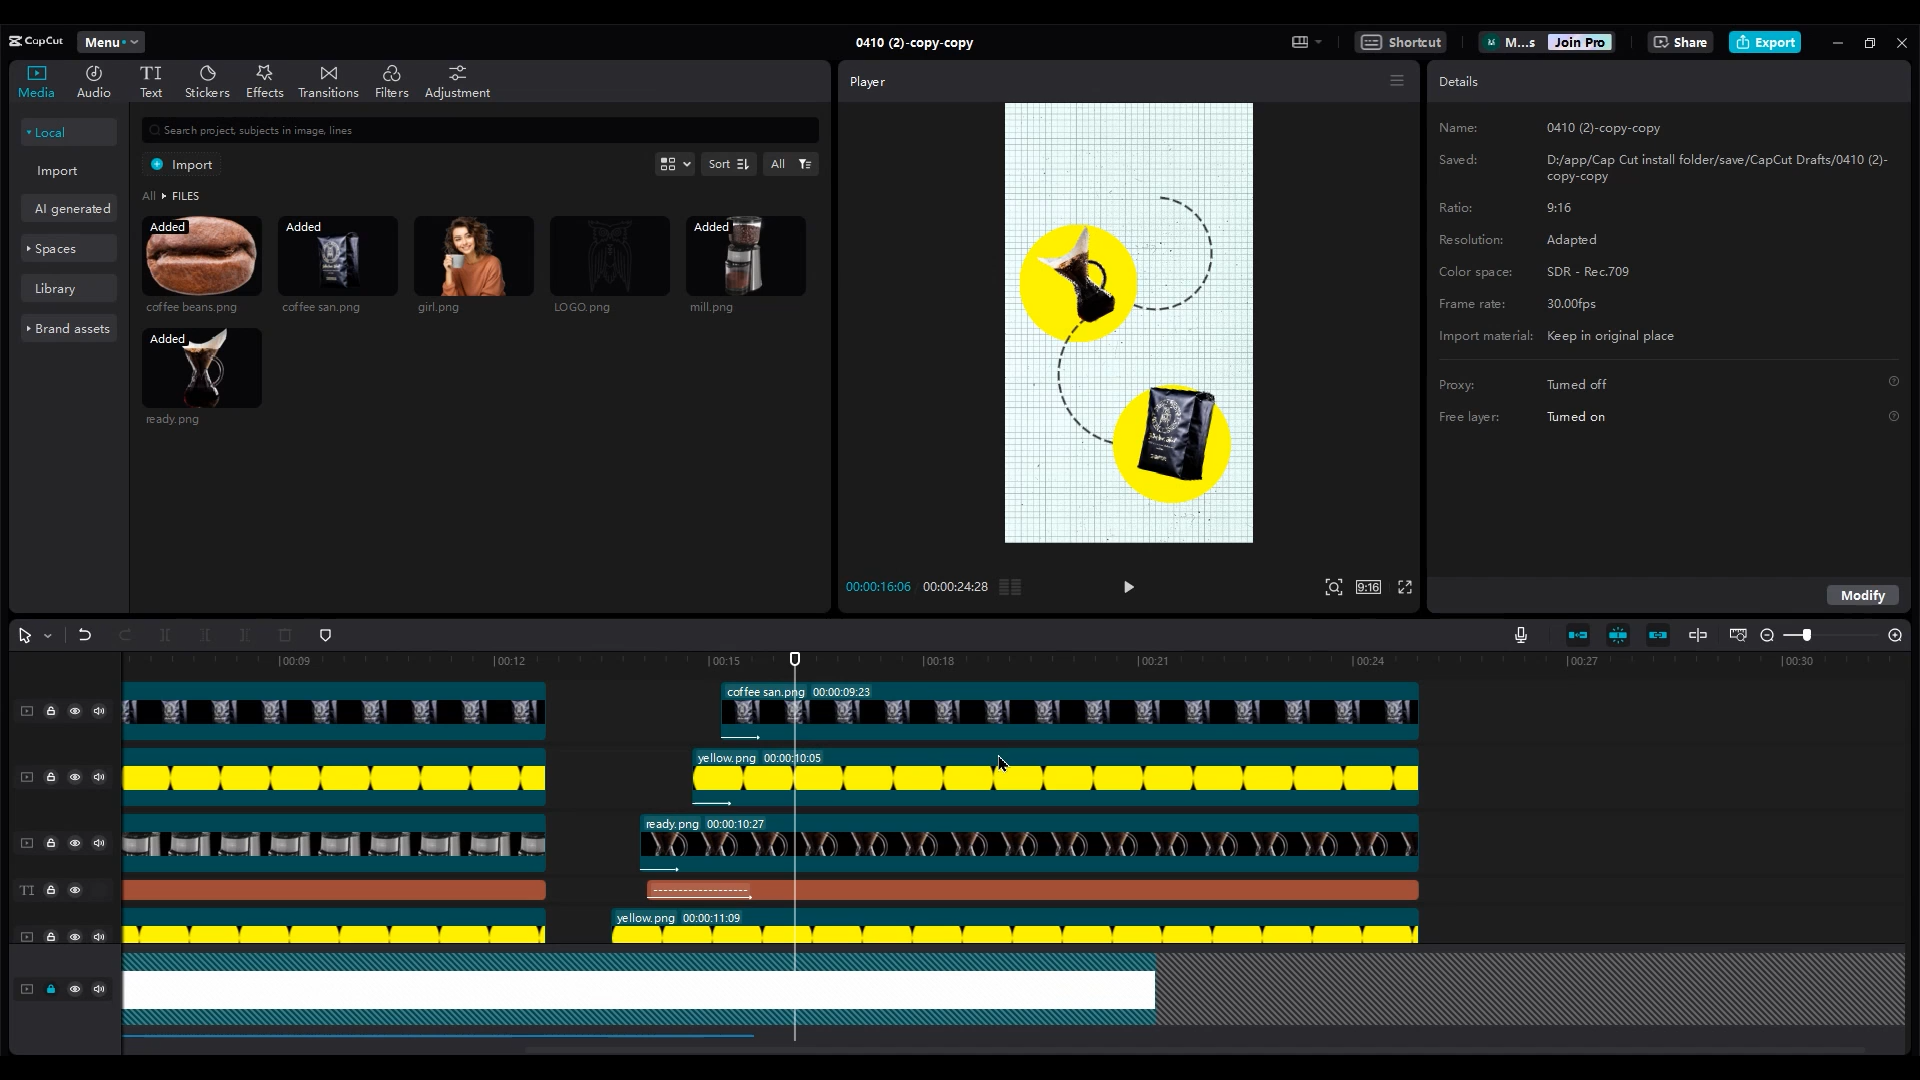 CapCut
Menu
0410 (2)-copy-copy
Shortcut
M...s
Join Pro
Share
Export
Media
Audio
Text
Stickers
Effects
Transitions
Filters
Adjustment
Player
Details
Local
Import
AI generated
Spaces
Library
Brand assets
Search project, subjects in image, lines
Import
Sort
All
All FILES
Added
Added
Added
coffee beans.png
coffee san.png
girl.png
LOGO.png
mill.png
Added
ready.png
Name: 0410 (2)-copy-copy
Saved: D:/app/Cap Cut install folder/save/CapCut Drafts/0410 (2)-
copy-copy
Ratio: 9:16
Resolution: Adapted
Color space: SDR - Rec.709
Frame rate: 30.00fps
Import material: Keep in original place
Proxy: Turned off
Free layer: Turned on
Modify
00:00:16:06
00:00:24:28
9:16
00:09
00:12
00:15
00:18
00:21
00:24
00:27
00:30
coffee san.png 00:00:09:23
yellow.png 00:00:10:05
ready.png 00:00:10:27
TI
yellow.png 00:00:11:09